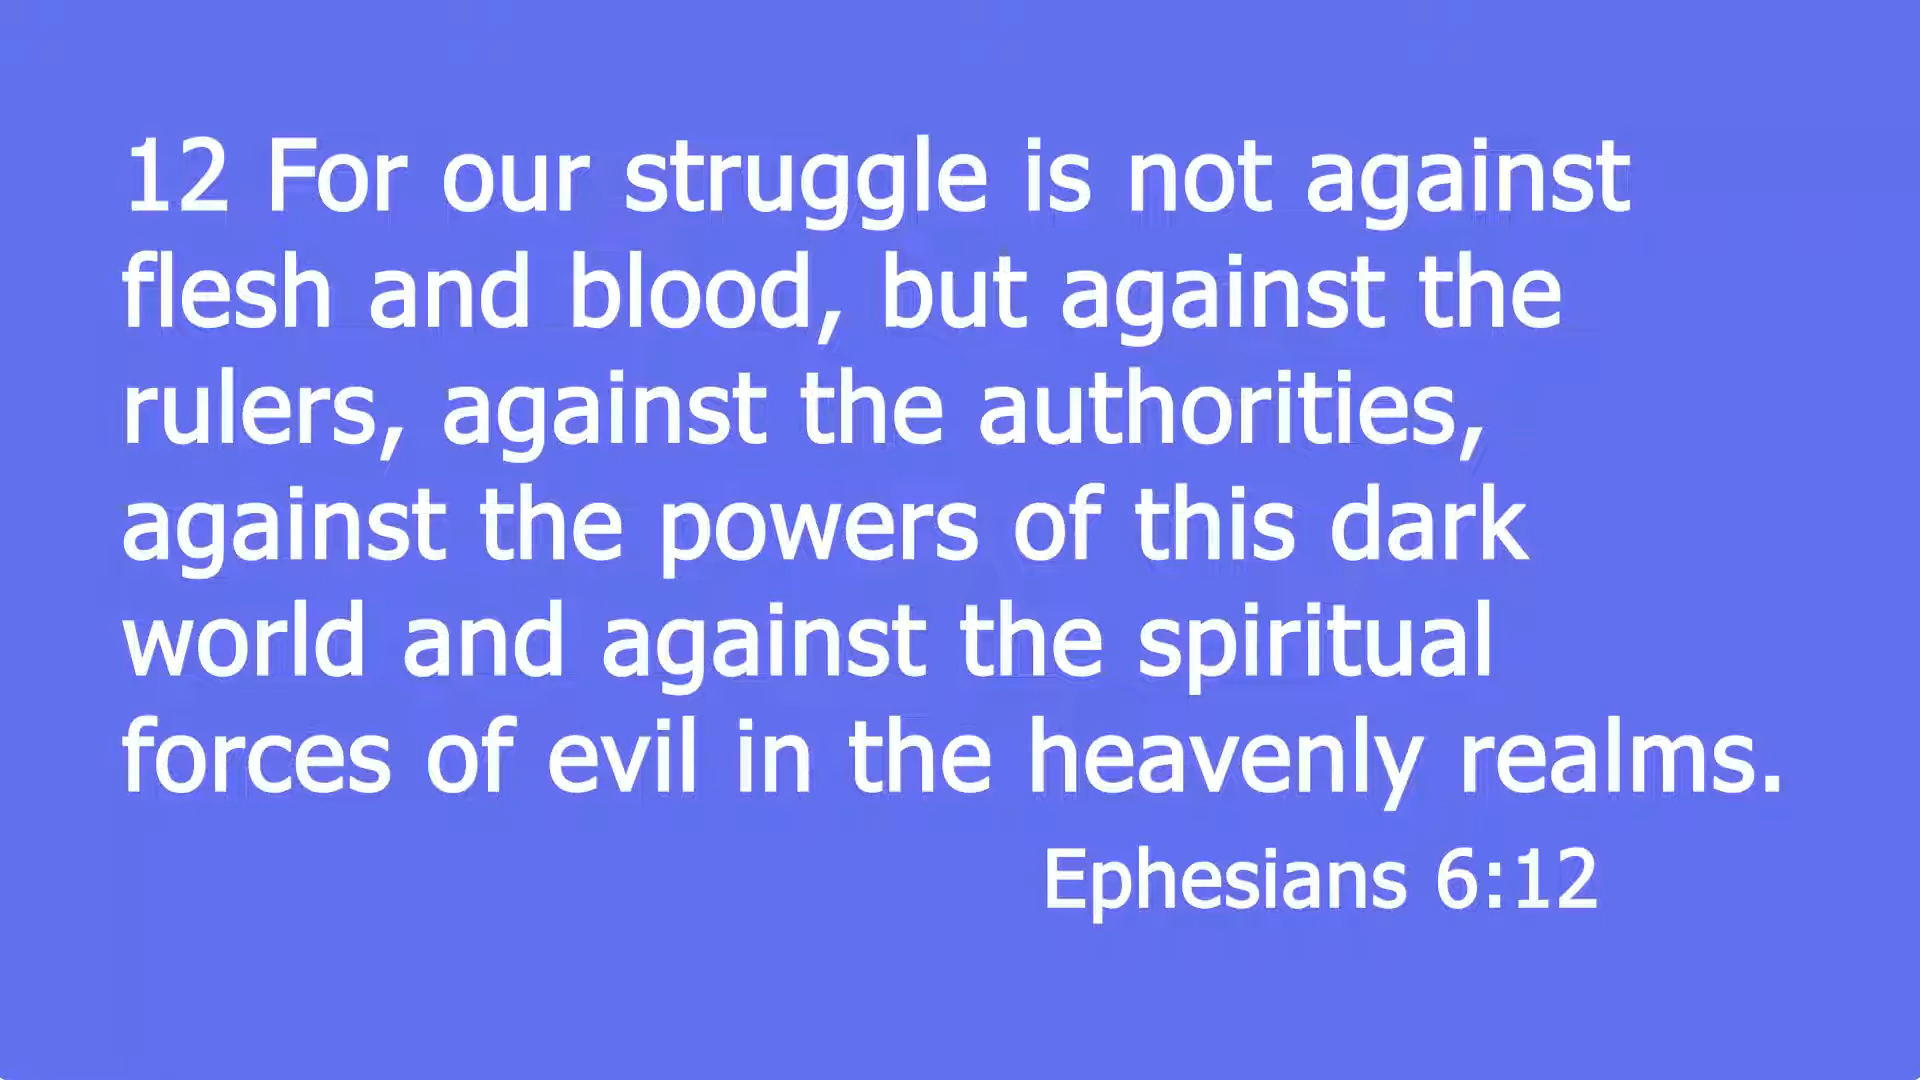 12 For our struggle is not against
flesh and blood, but against the
rulers, against the authorities,
against the powers of this dark
world and against the spiritual
forces of evil in the heavenly realms.
Ephesians 6:12